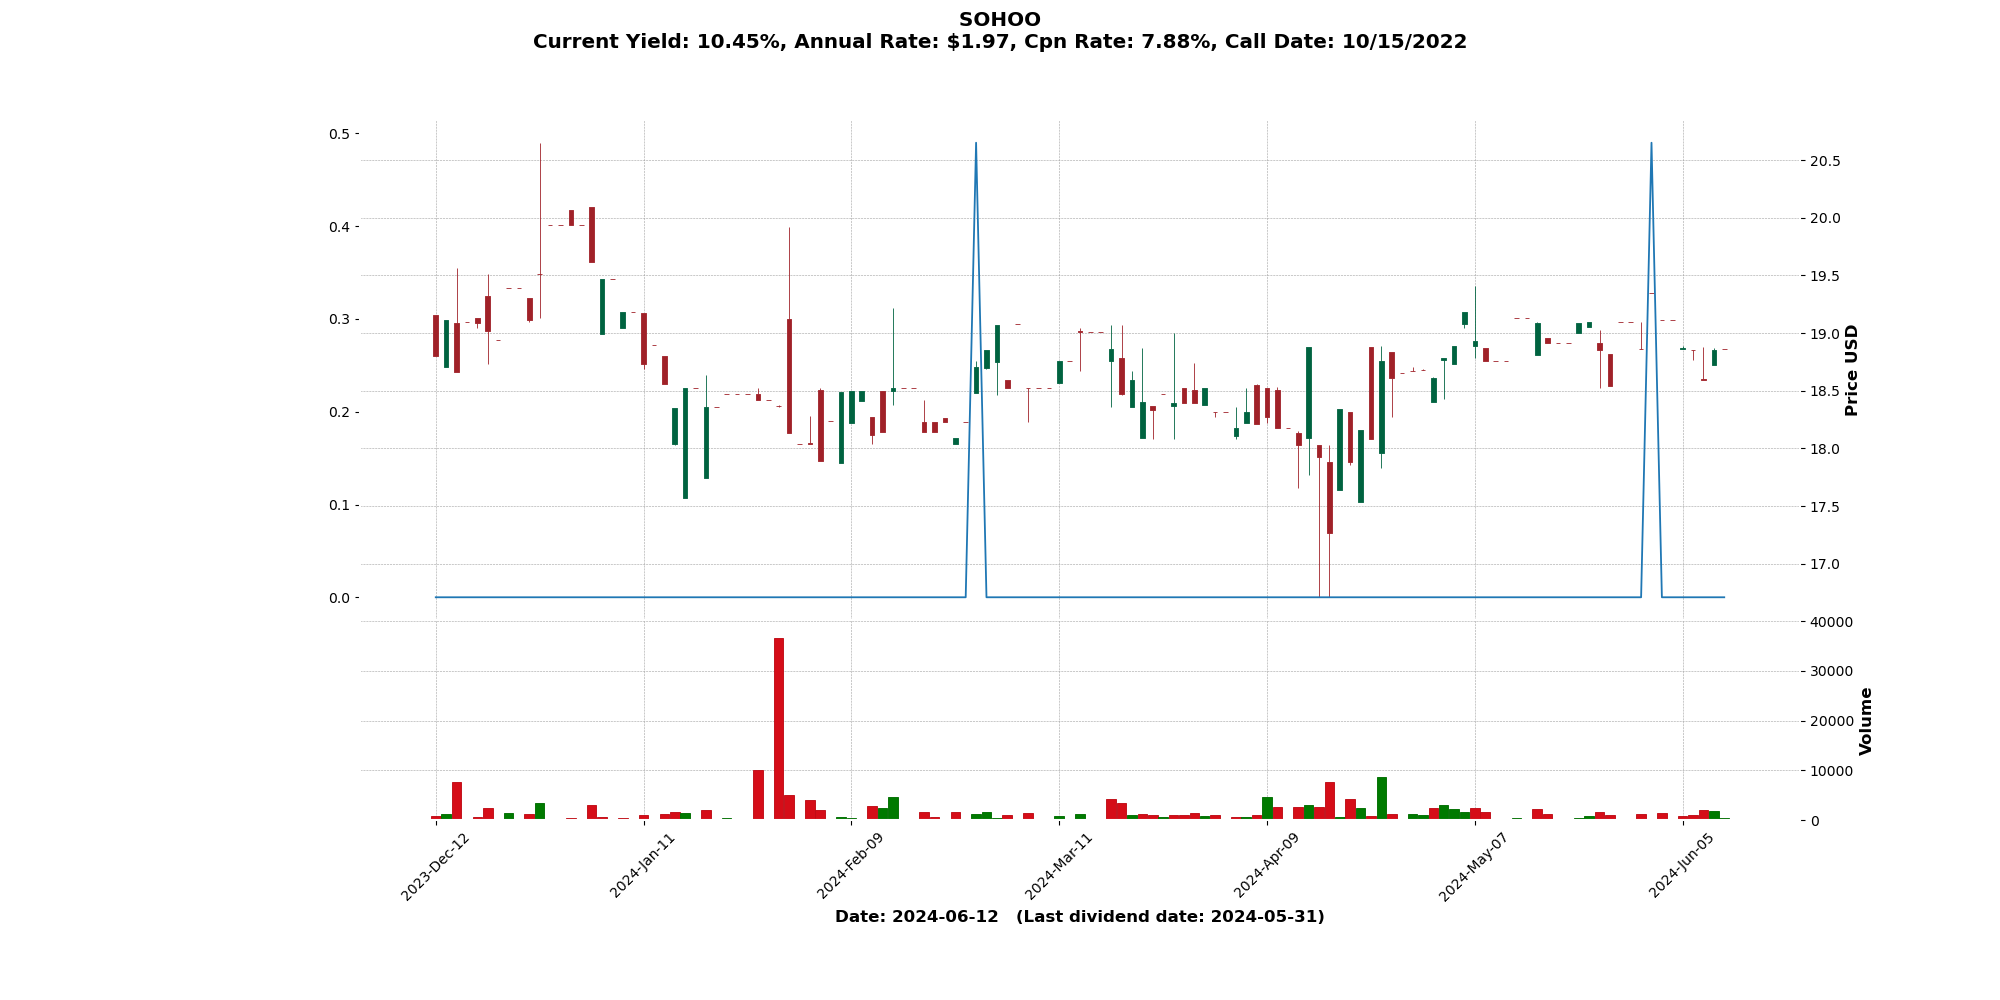 SOHOO
Current Yield: 10.45%, Annual Rate: $1.97, Cpn Rate: 7.88%, Call Date: 10/15/2022
0.5
0.4
0.3
0.2
0.1
0.0
20.5
20.0
19.5
19.0
18.5
18.0
17.5
17.0
Price USD
40000
30000
20000
10000
0
Volume
2023-Dec-12
2024-Jan-11
2024-Feb-09
2024-Mar-11
2024-Apr-09
2024-May-07
2024-Jun-05
Date: 2024-06-12 (Last dividend date: 2024-05-31)